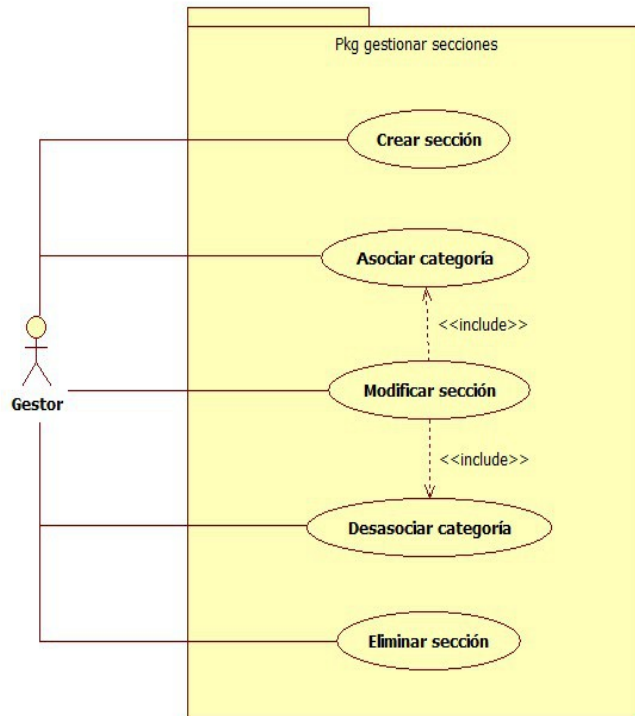 Pkg gestionar secciones
Crear sección
Asociar categoría
<<include>>
Modificar sección
Gestor
<<include>>
Desasociar categoría
Eliminar sección